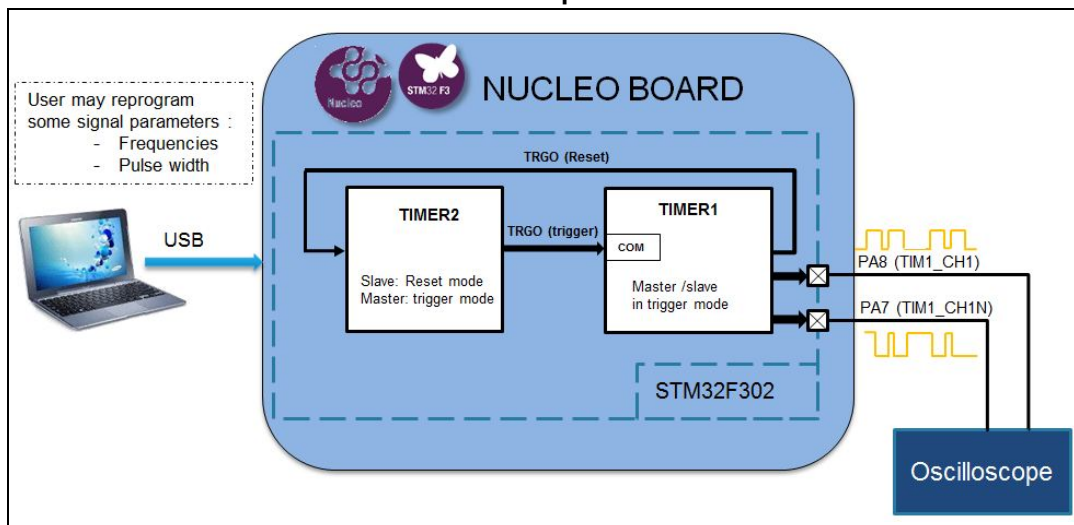 User may reprogram
some signal parameters :
- Frequencies
- Pulse width
USB
Nucleo
STM32 F3
NUCLEO BOARD
TRGO (Reset)
TIMER2
Slave: Reset mode
Master: trigger mode
TRGO (trigger)
TIMER1
COM
Master /slave
in trigger mode
PA8 (TIM1_CH1)
PA7 (TIM1_CH1N)
STM32F302
Oscilloscope